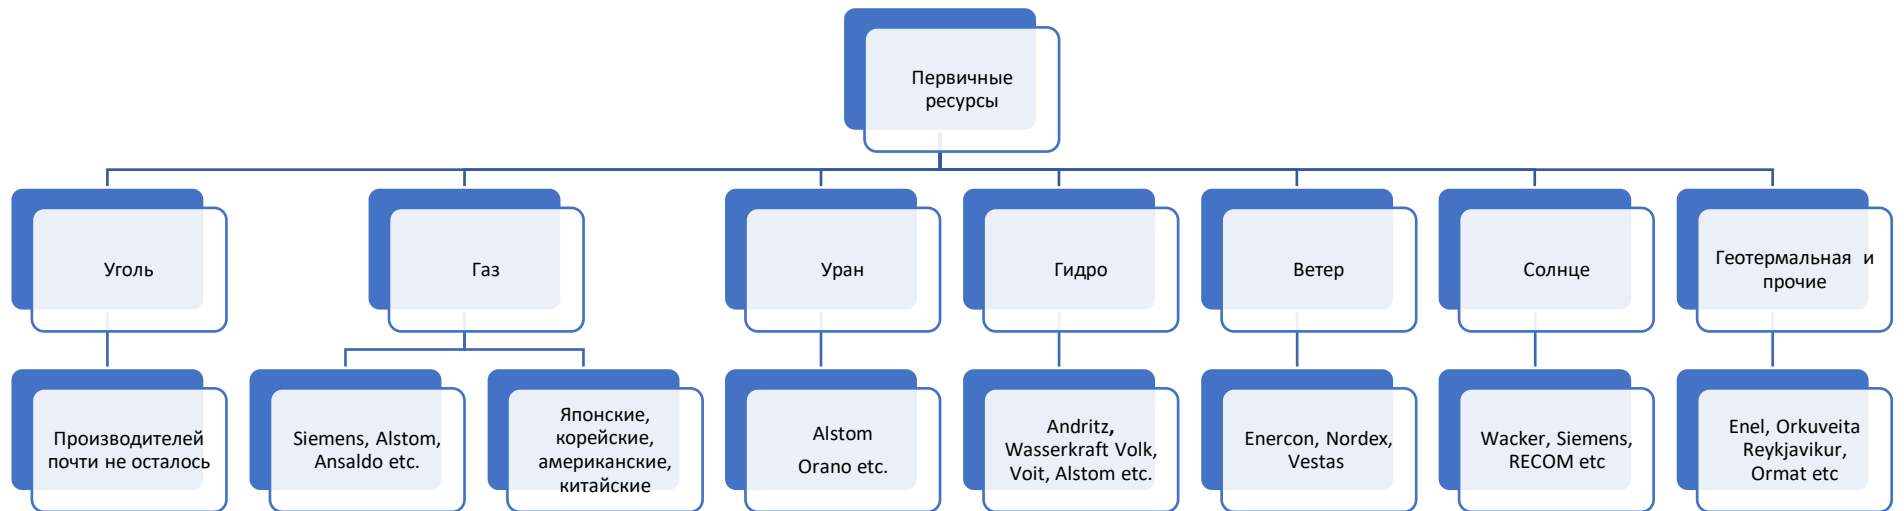 Первичные
ресурсы
Уголь
Газ
Уран
Гидро
Ветер
Солнце
Геотермальная и
прочие
Производителей
почти не осталось
Siemens, Alstom,
Ansaldo etc.
Японские,
корейские,
американские,
китайские
Alstom
Orano etc.
Andritz,
Wasserkraft Volk,
Voit, Alstom etc.
Enercon, Nordex,
Vestas
Wacker, Siemens,
RECOM etc
Enel, Orkuveita
Reykjavikur,
Ormat etc